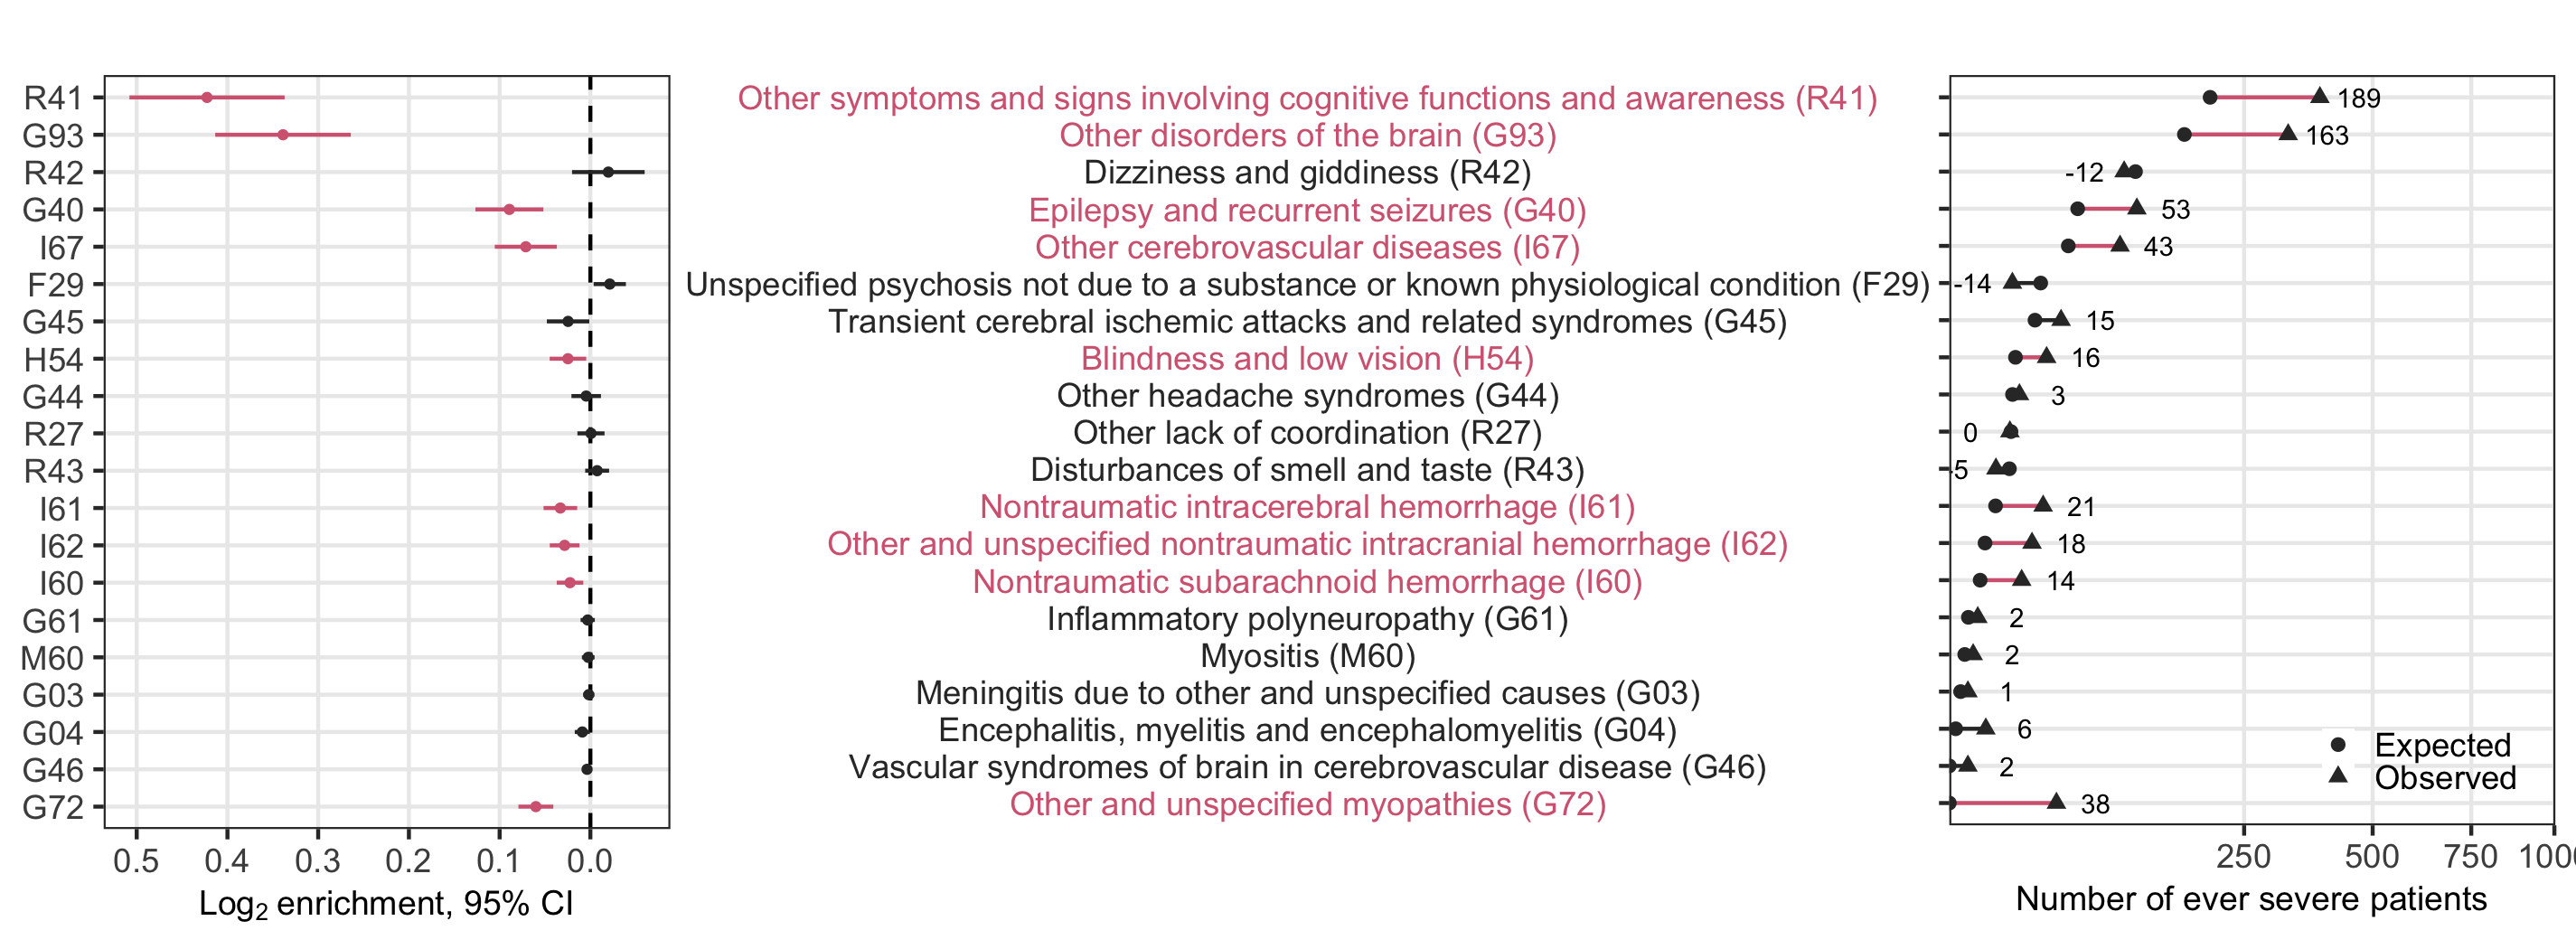 R41
Other symptoms and signs involving cognitive functions and awareness (R41)
189
G93
Other disorders of the brain (G93)
163
R42
Dizziness and giddiness (R42)
-12
G40
Epilepsy and recurrent seizures (G40)
53
I67
Other cerebrovascular diseases (I67)
43
F29
Unspecified psychosis not due to a substance or known physiological condition (F29)
-14
G45
Transient cerebral ischemic attacks and related syndromes (G45)
15
H54
Blindness and low vision (H54)
16
G44
Other headache syndromes (G44)
3
R27
Other lack of coordination (R27)
0
R43
Disturbances of smell and taste (R43)
-5
I61
Nontraumatic intracerebral hemorrhage (I61)
21
I62
Other and unspecified nontraumatic intracranial hemorrhage (I62)
18
I60
Nontraumatic subarachnoid hemorrhage (I60)
14
G61
Inflammatory polyneuropathy (G61)
2
M60
Myositis (M60)
2
G03
Meningitis due to other and unspecified causes (G03)
1
G04
Encephalitis, myelitis and encephalomyelitis (G04)
6
G46
Vascular syndromes of brain in cerebrovascular disease (G46)
2
G72
Other and unspecified myopathies (G72)
38
Expected
Observed
0.5 0.4 0.3 0.2 0.1 0.0
Log2 enrichment, 95% CI
250 500 750
Number of ever severe patients